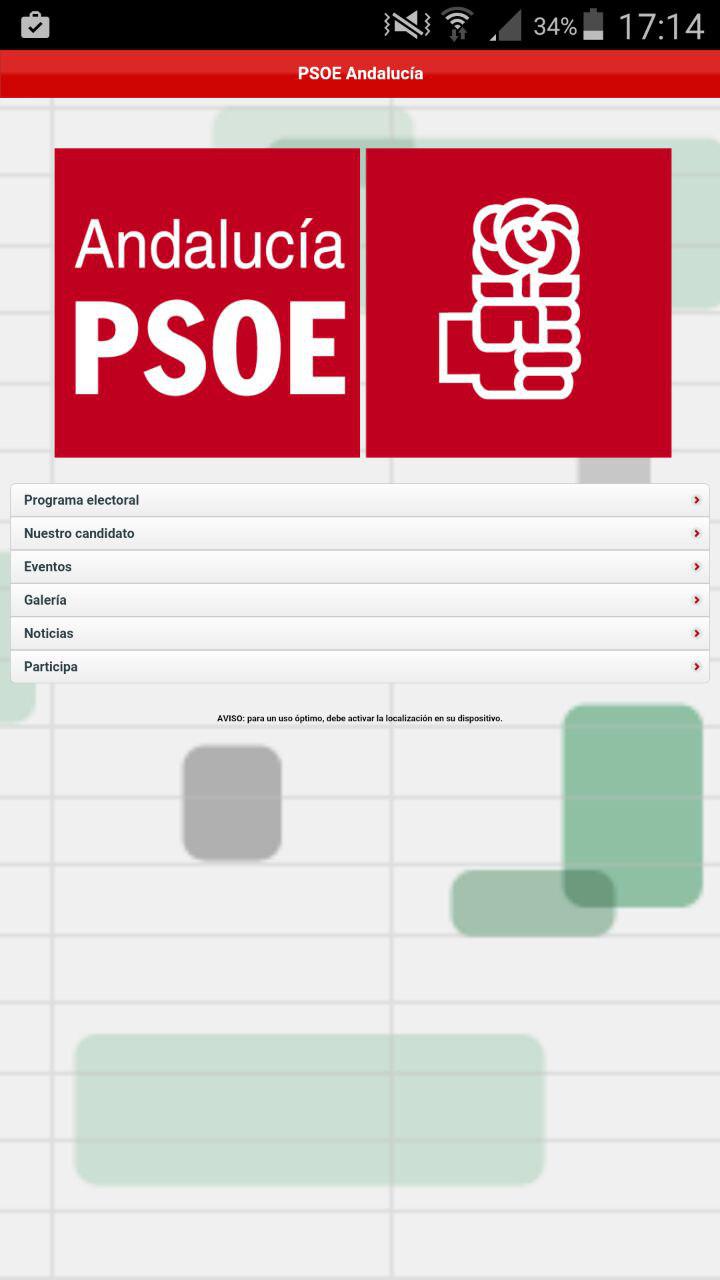 34% 17:14
PSOE Andalucía
Andalucía
PSOE
Programa electoral
Nuestro candidato
Eventos
Galería
Noticias
Participa
AVISO: para un uso óptimo, debe activar la localización en su dispositivo.